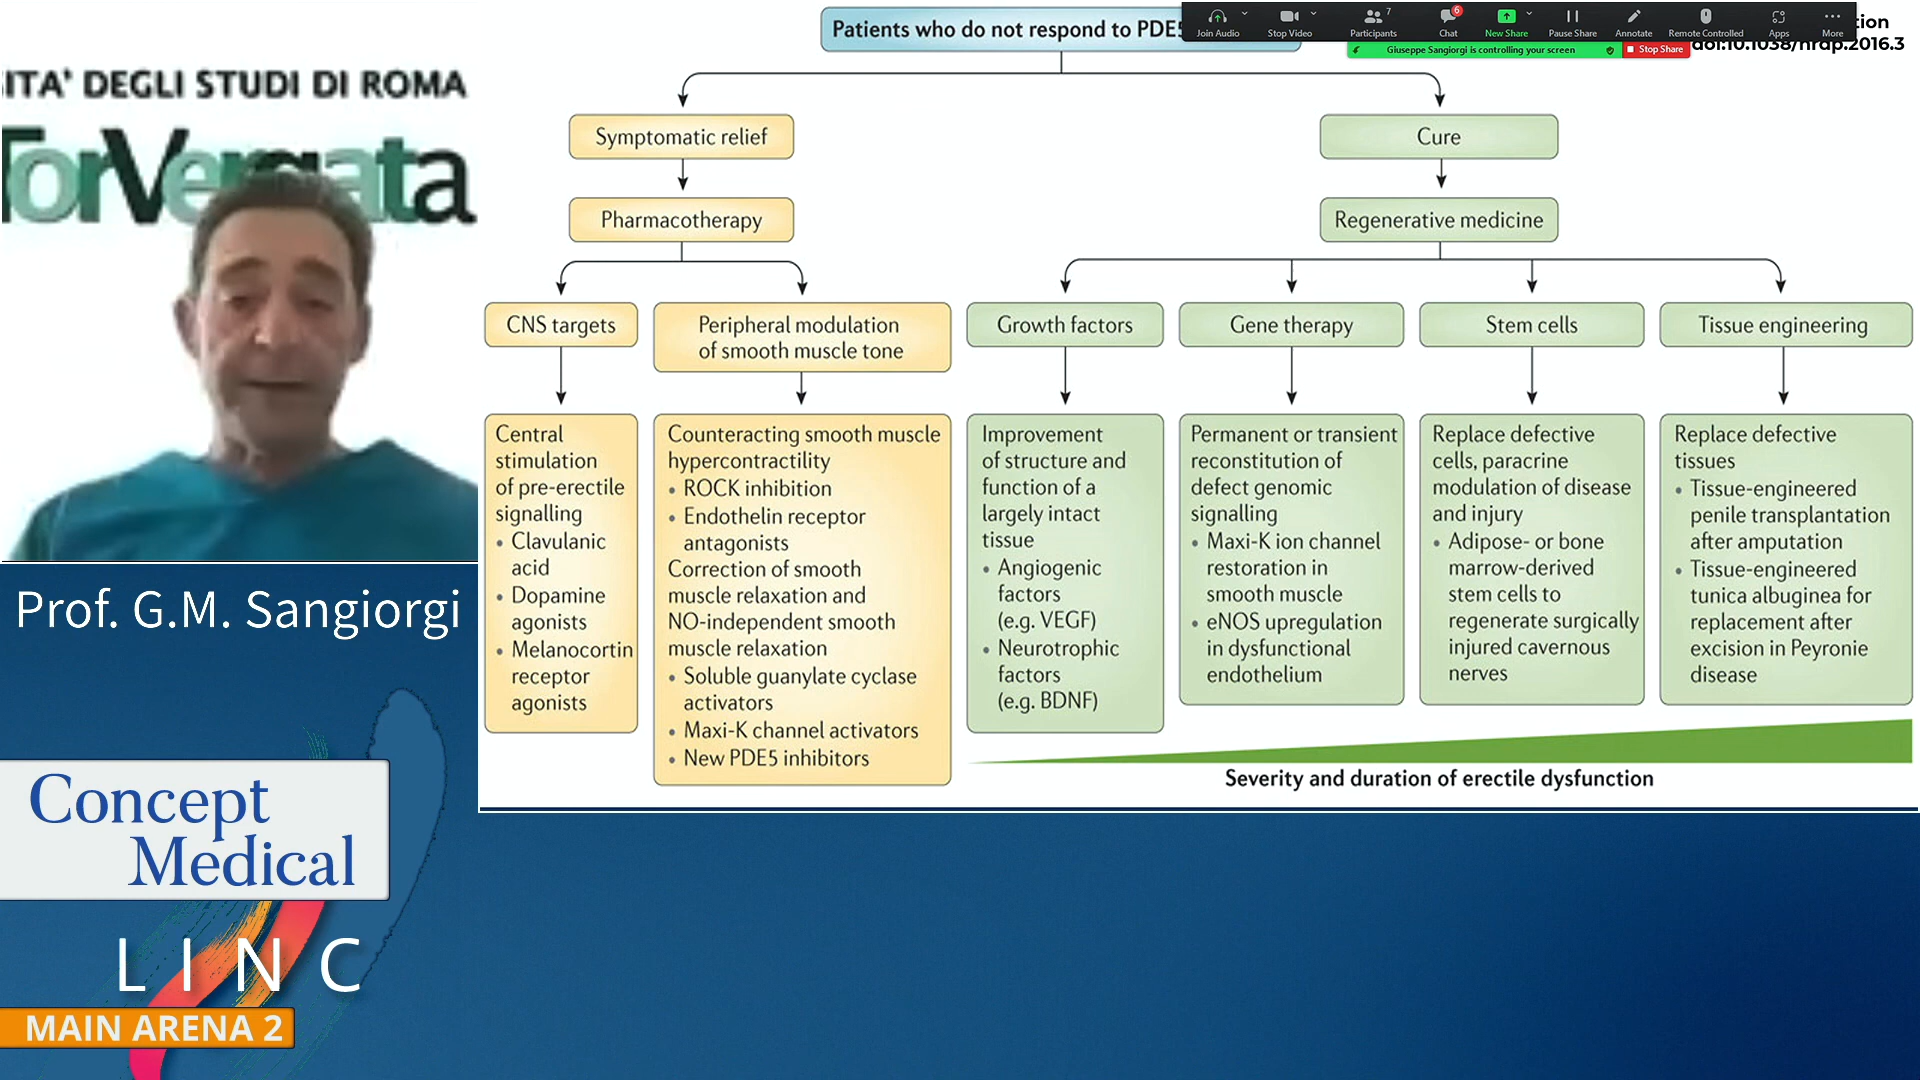 Patients who do not respond to PDE5
Join Audio
Stop Video
Participants
7
Chat
6
New Share
Pause Share
Annotate
Remote Controlled
Apps
More
Giuseppe Sangiorgi is controlling your screen
Stop Share
tion
doi:10.1038/nrdp.2016.3
ITA' DEGLI STUDI DI ROMA
TorVergata
Symptomatic relief
Cure
Pharmacotherapy
Regenerative medicine
CNS targets
Peripheral modulation
of smooth muscle tone
Growth factors
Gene therapy
Stem cells
Tissue engineering
Central
stimulation
of pre-erectile
signalling
• Clavulanic
acid
• Dopamine
agonists
• Melanocortin
receptor
agonists
Counteracting smooth muscle
hypercontractility
• ROCK inhibition
• Endothelin receptor
antagonists
Correction of smooth
muscle relaxation and
NO-independent smooth
muscle relaxation
• Soluble guanylate cyclase
activators
• Maxi-K channel activators
• New PDE5 inhibitors
Improvement
of structure and
function of a
largely intact
tissue
• Angiogenic
factors
(e.g. VEGF)
• Neurotrophic
factors
(e.g. BDNF)
Permanent or transient
reconstitution of
defect genomic
signalling
• Maxi-K ion channel
restoration in
smooth muscle
• eNOS upregulation
in dysfunctional
endothelium
Replace defective
cells, paracrine
modulation of disease
and injury
• Adipose- or bone
marrow-derived
stem cells to
regenerate surgically
injured cavernous
nerves
Replace defective
tissues
• Tissue-engineered
penile transplantation
after amputation
• Tissue-engineered
tunica albuginea for
replacement after
excision in Peyronie
disease
Severity and duration of erectile dysfunction
Prof. G.M. Sangiorgi
Concept
Medical
LINC
MAIN ARENA 2